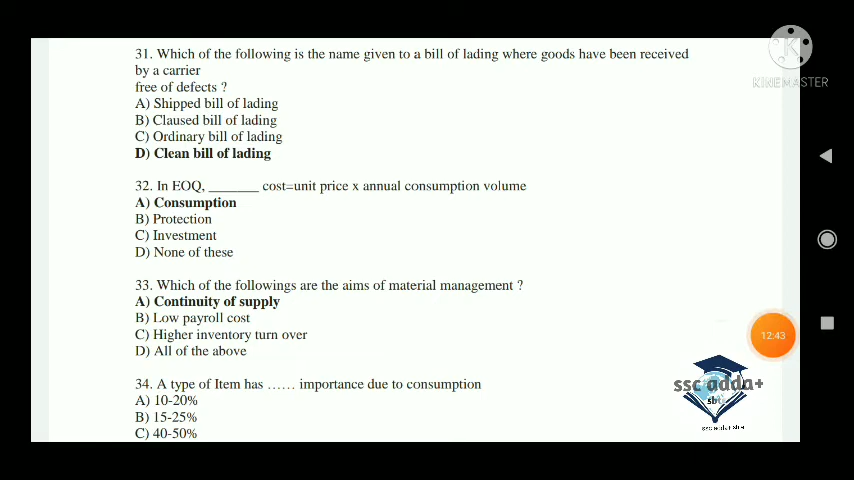 31. Which of the following is the name given to a bill of lading where goods have been received
by a carrier
free of defects ?
A) Shipped bill of lading
B) Claused bill of lading
C) Ordinary bill of lading
D) Clean bill of lading
32. In EOQ, _______ cost=unit price x annual consumption volume
A) Consumption
B) Protection
C) Investment
D) None of these
33. Which of the followings are the aims of material management ?
A) Continuity of supply
B) Low payroll cost
C) Higher inventory turn over
D) All of the above
34. A type of Item has …… importance due to consumption
A) 10-20%
B) 15-25%
C) 40-50%
K
KINEMASTER
12:43
ssc adda+